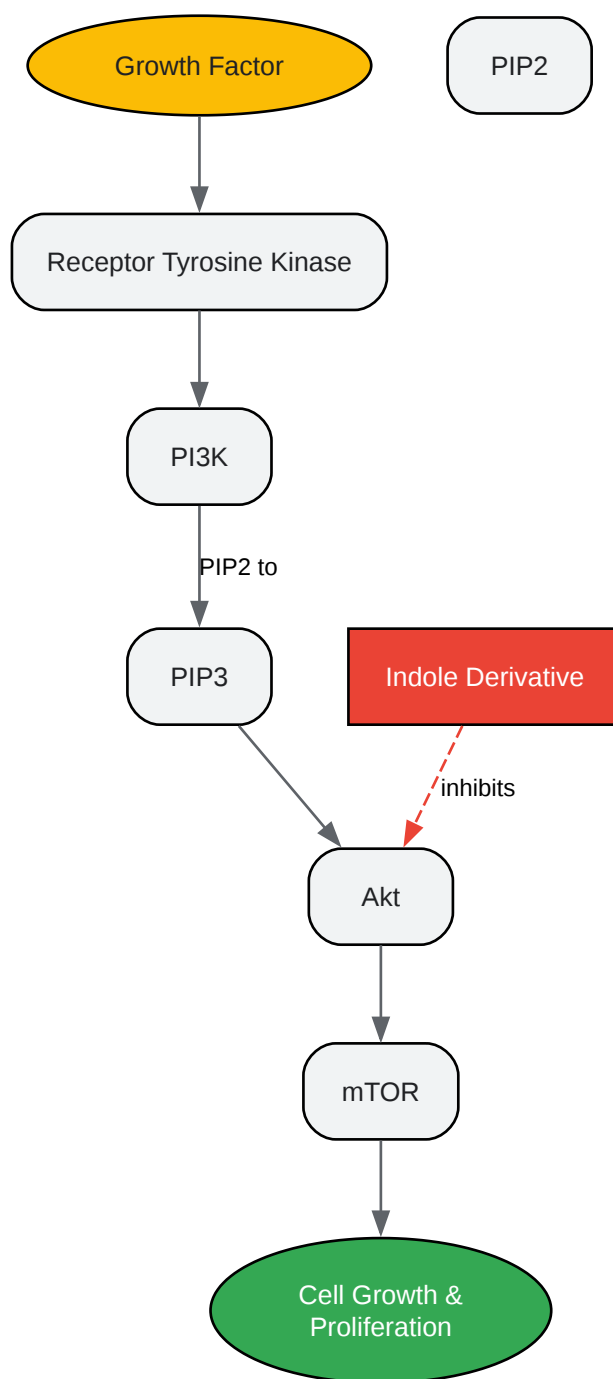 Growth Factor
PIP2
Receptor Tyrosine Kinase
PI3K
PIP2 to
PIP3
Indole Derivative
inhibits
Akt
mTOR
Cell Growth &
Proliferation